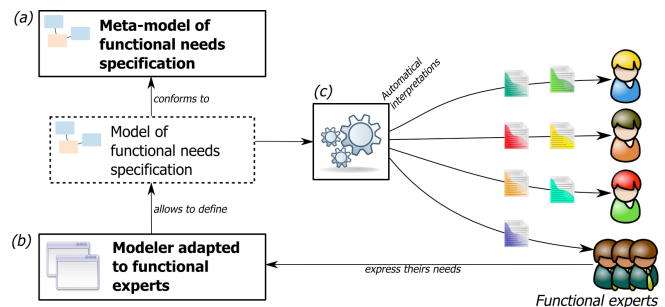 (a)
Meta-model of
functional needs
specification
conforms to
(c)
Automatical
interpretations
Model of
functional needs
specification
allows to define
(b)
Modeler adapted
to functional
experts
express theirs needs
Functional experts